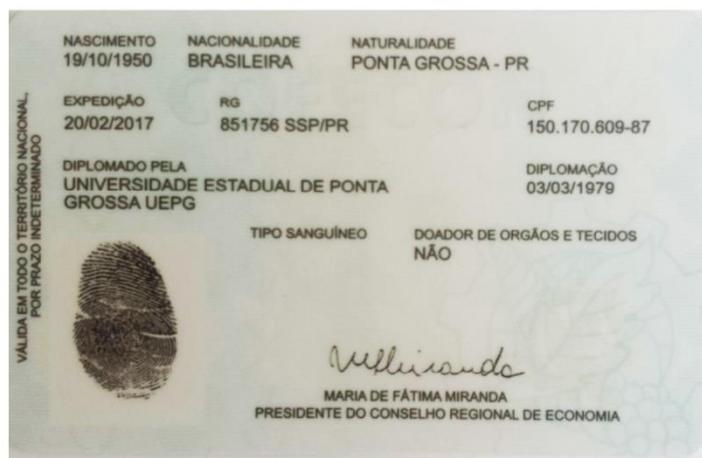 NASCIMENTO NACIONALIDADE NATURALIDADE
19/10/1950 BRASILEIRA PONTA GROSSA - PR
EXPEDIÇÃO RG CPF
20/02/2017 851756 SSP/PR 150.170.609-87
DIPLOMADO PELA DIPLOMAÇÃO
UNIVERSIDADE ESTADUAL DE PONTA 03/03/1979
GROSSA UEPG
TIPO SANGUÍNEO DOADOR DE ORGÃOS E TECIDOS
NÃO
MARIA DE FÁTIMA MIRANDA
PRESIDENTE DO CONSELHO REGIONAL DE ECONOMIA
VÁLIDA EM TODO O TERRITÓRIO NACIONAL,
POR PRAZO INDETERMINADO